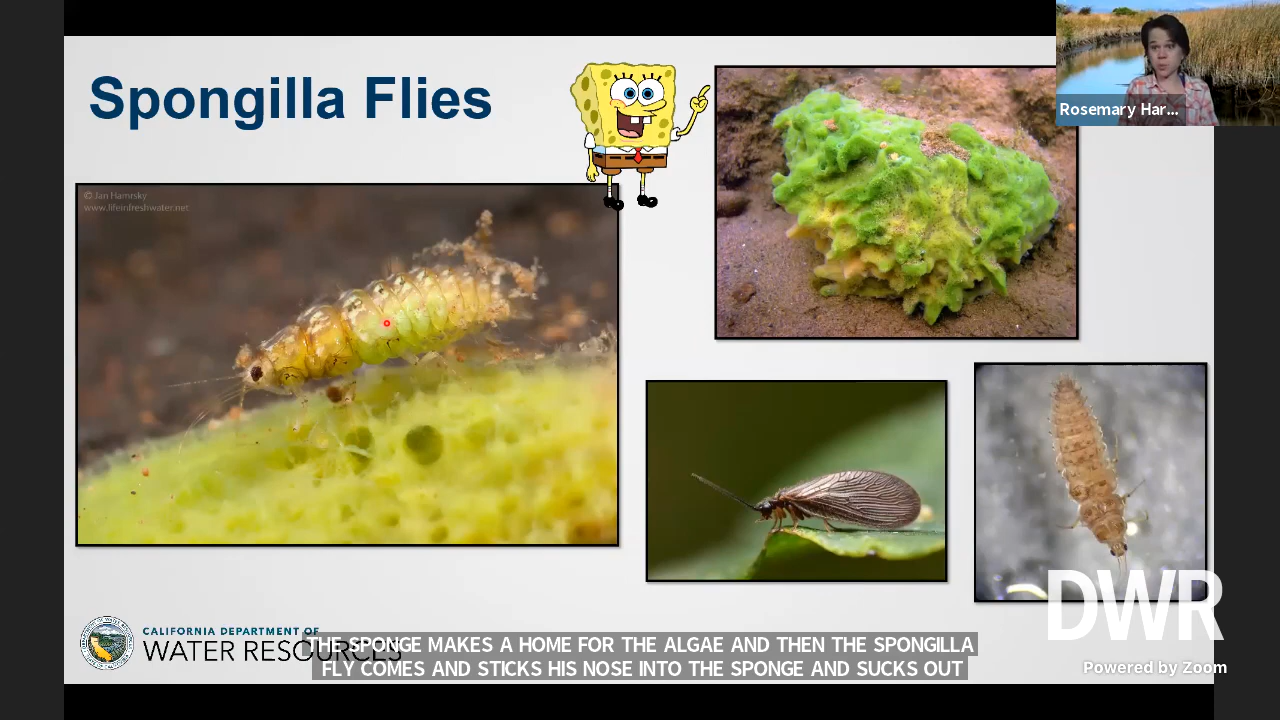 Spongilla Flies
Rosemary Har...
© Jan Hamrsky
www.lifeinfreshwater.net
CALIFORNIA DEPARTMENT OF
WATER RESOURCES
THE SPONGE MAKES A HOME FOR THE ALGAE AND THEN THE SPONGILLA
FLY COMES AND STICKS HIS NOSE INTO THE SPONGE AND SUCKS OUT
DWR
Powered by Zoom